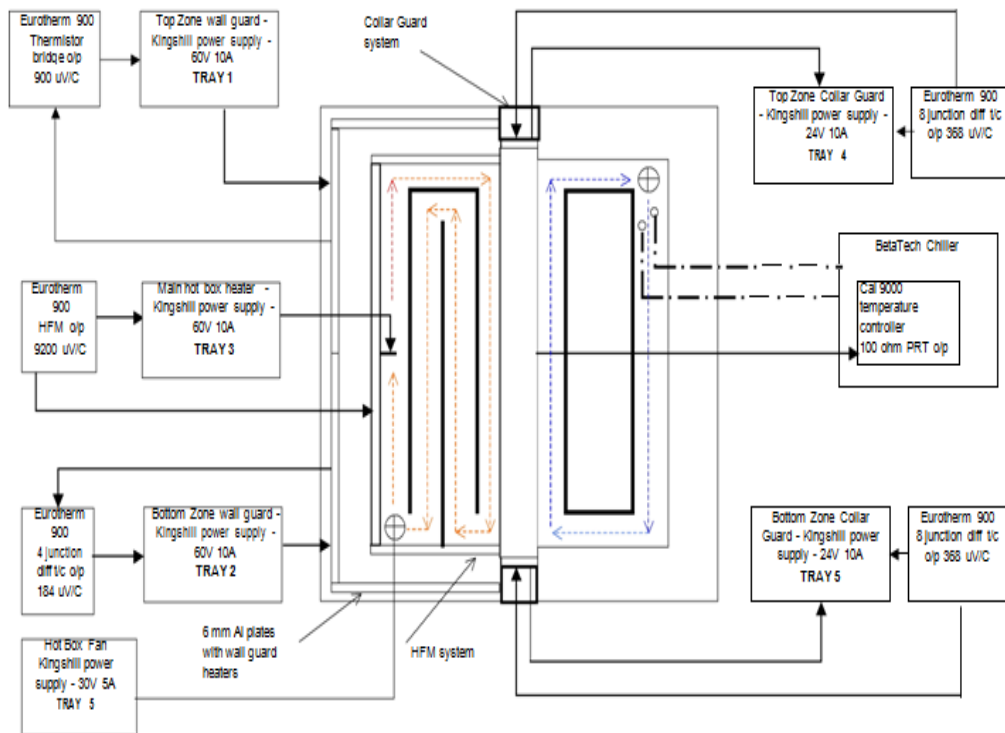 Eurotherm 900
Thermistor
bridge o/p
900 uV/C
Top Zone wall guard -
Kingshill power supply -
60V 10A
TRAY 1
Collar Guard
system
Top Zone Collar Guard
- Kingshill power supply -
24V 10A
TRAY 4
Eurotherm 900
8 junction diff t/c
o/p 368 uV/C
BetaTech Chiller
Cal 9000
temperature
controller
100 ohm PRT o/p
Eurotherm
900
HFM o/p
9200 uV/C
Main hot box heater -
Kingshill power supply -
60V 10A
TRAY 3
Eurotherm
900
4 junction
diff t/c o/p
184 uV/C
Bottom Zone wall guard -
Kingshill power supply -
60V 10A
TRAY 2
Bottom Zone Collar
Guard - Kingshill power
supply - 24V 10A
TRAY 5
Eurotherm 900
8 junction diff t/c
o/p 368 uV/C
Hot Box Fan
Kingshill power
supply - 30V 5A
TRAY 5
6 mm Al plates
with wall guard
heaters
HFM system